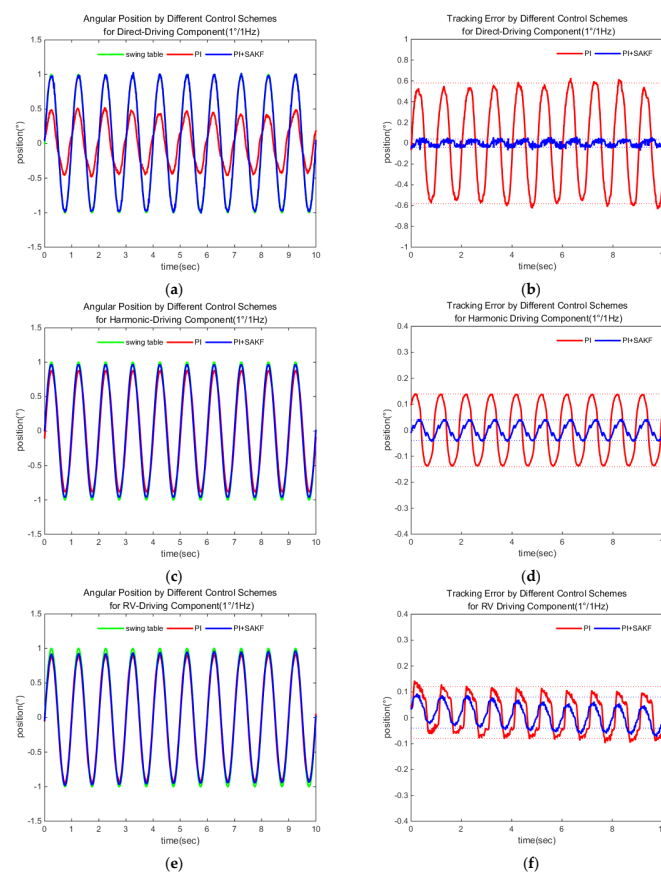 Angular Position by Different Control Schemes
for Direct-Driving Component(1°/1Hz)
swing table PI PI+SAKF
1.5
1
0.5
0
-0.5
-1
-1.5
position(°)
0 1 2 3 4 5 6 7 8 9 10
time(sec)
(a)
Tracking Error by Different Control Schemes
for Direct-Driving Component(1°/1Hz)
PI PI+SAKF
1
0.8
0.6
0.4
0.2
0
-0.2
-0.4
-0.6
-0.8
-1
position(°)
0 2 4 6 8 1
time(sec)
(b)
Angular Position by Different Control Schemes
for Harmonic-Driving Component(1°/1Hz)
swing table PI PI+SAKF
1.5
1
0.5
0
-0.5
-1
-1.5
position(°)
0 1 2 3 4 5 6 7 8 9 10
time(sec)
(c)
Tracking Error by Different Control Schemes
for Harmonic Driving Component(1°/1Hz)
PI PI+SAKF
0.4
0.3
0.2
0.1
0
-0.1
-0.2
-0.3
-0.4
position(°)
0 2 4 6 8 1
time(sec)
(d)
Angular Position by Different Control Schemes
for RV-Driving Component(1°/1Hz)
swing table PI PI+SAKF
1.5
1
0.5
0
-0.5
-1
-1.5
position(°)
0 1 2 3 4 5 6 7 8 9 10
time(sec)
(e)
Tracking Error by Different Control Schemes
for RV Driving Component(1°/1Hz)
PI PI+SAKF
0.4
0.3
0.2
0.1
0
-0.1
-0.2
-0.3
-0.4
position(°)
0 2 4 6 8 1
time(sec)
(f)